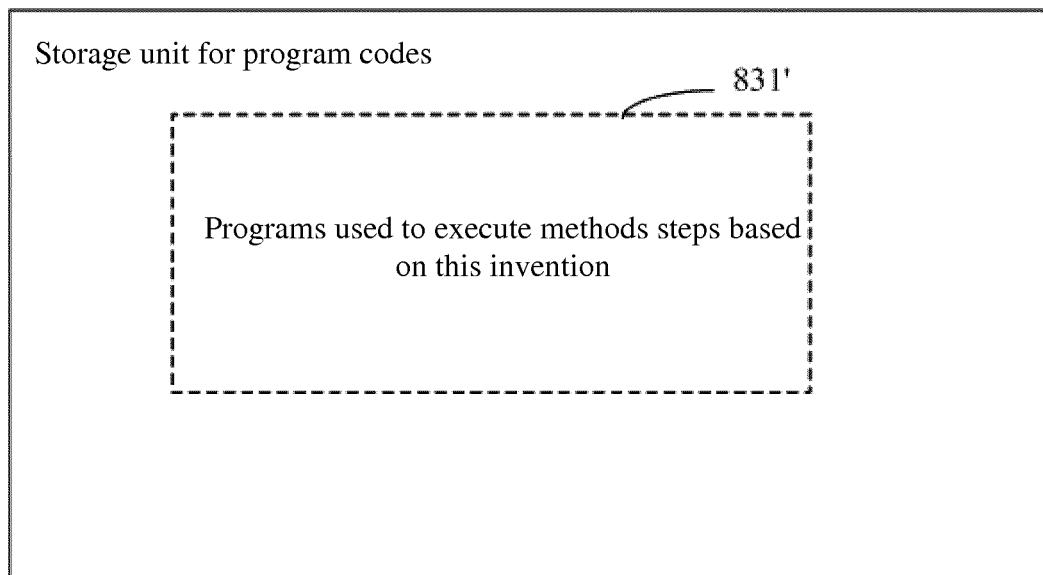 Storage unit for program codes
831'
Programs used to execute methods steps based
on this invention